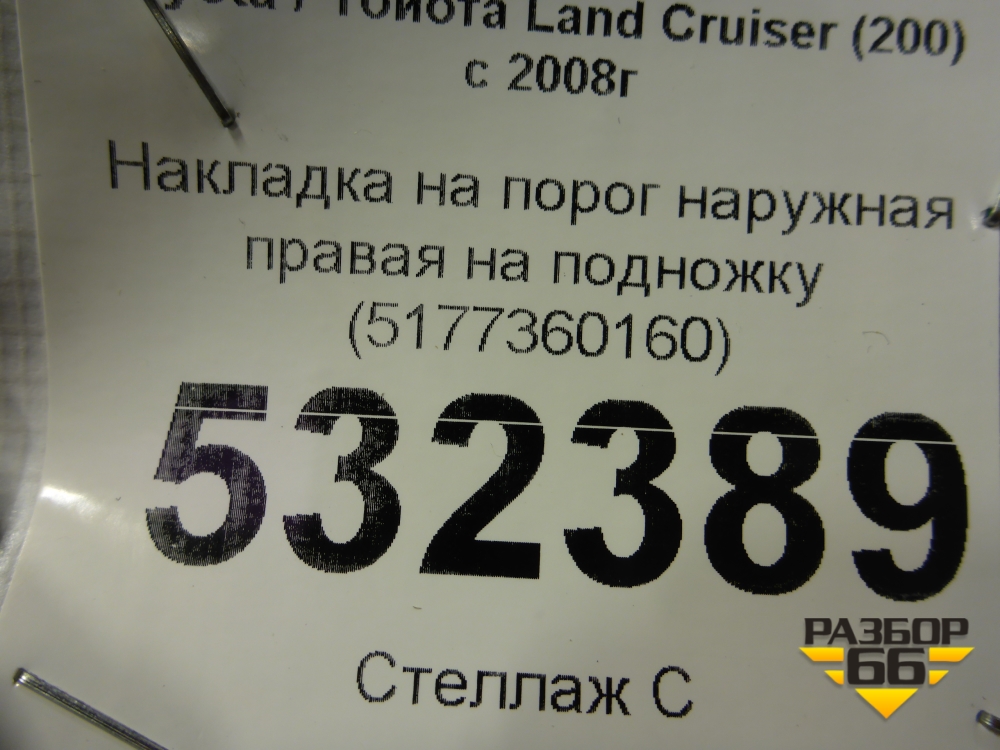 Тойота Land Cruiser (200)
с 2008г
Накладка на порог наружная
правая на подножку
(5177360160)
532389
РАЗБОР
66
Стеллаж С